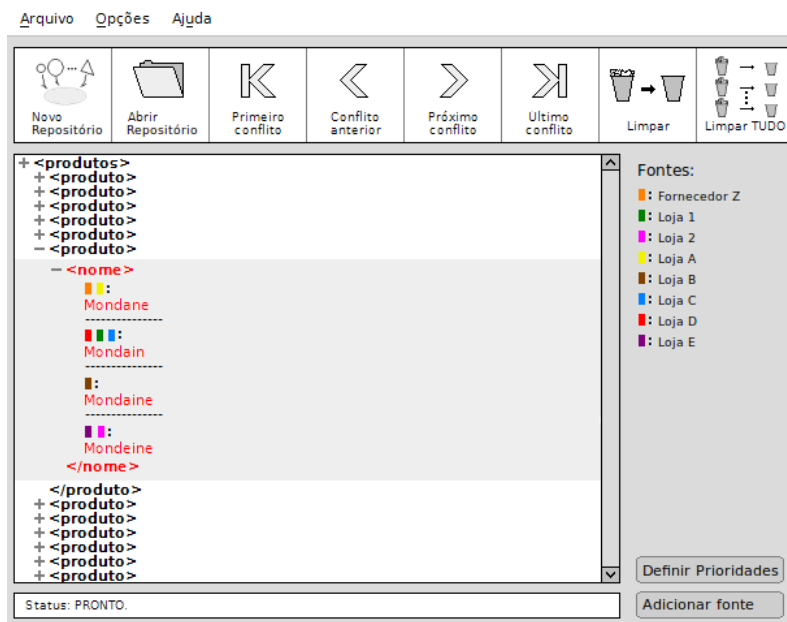 Arquivo Opções Ajuda
Novo Repositório
Abrir Repositório
Primeiro conflito
Conflito anterior
Próximo conflito
Último conflito
Limpar
Limpar TUDO
+ <produtos>
+ <produto>
+ <produto>
+ <produto>
+ <produto>
+ <produto>
− <produto>
− <nome>
:
Mondane
---------------
:
Mondain
---------------
:
Mondaine
---------------
:
Mondeine
</nome>
</produto>
+ <produto>
+ <produto>
+ <produto>
+ <produto>
+ <produto>
+ <produto>
Fontes:
: Fornecedor Z
: Loja 1
: Loja 2
: Loja A
: Loja B
: Loja C
: Loja D
: Loja E
Definir Prioridades
Status: PRONTO.
Adicionar fonte